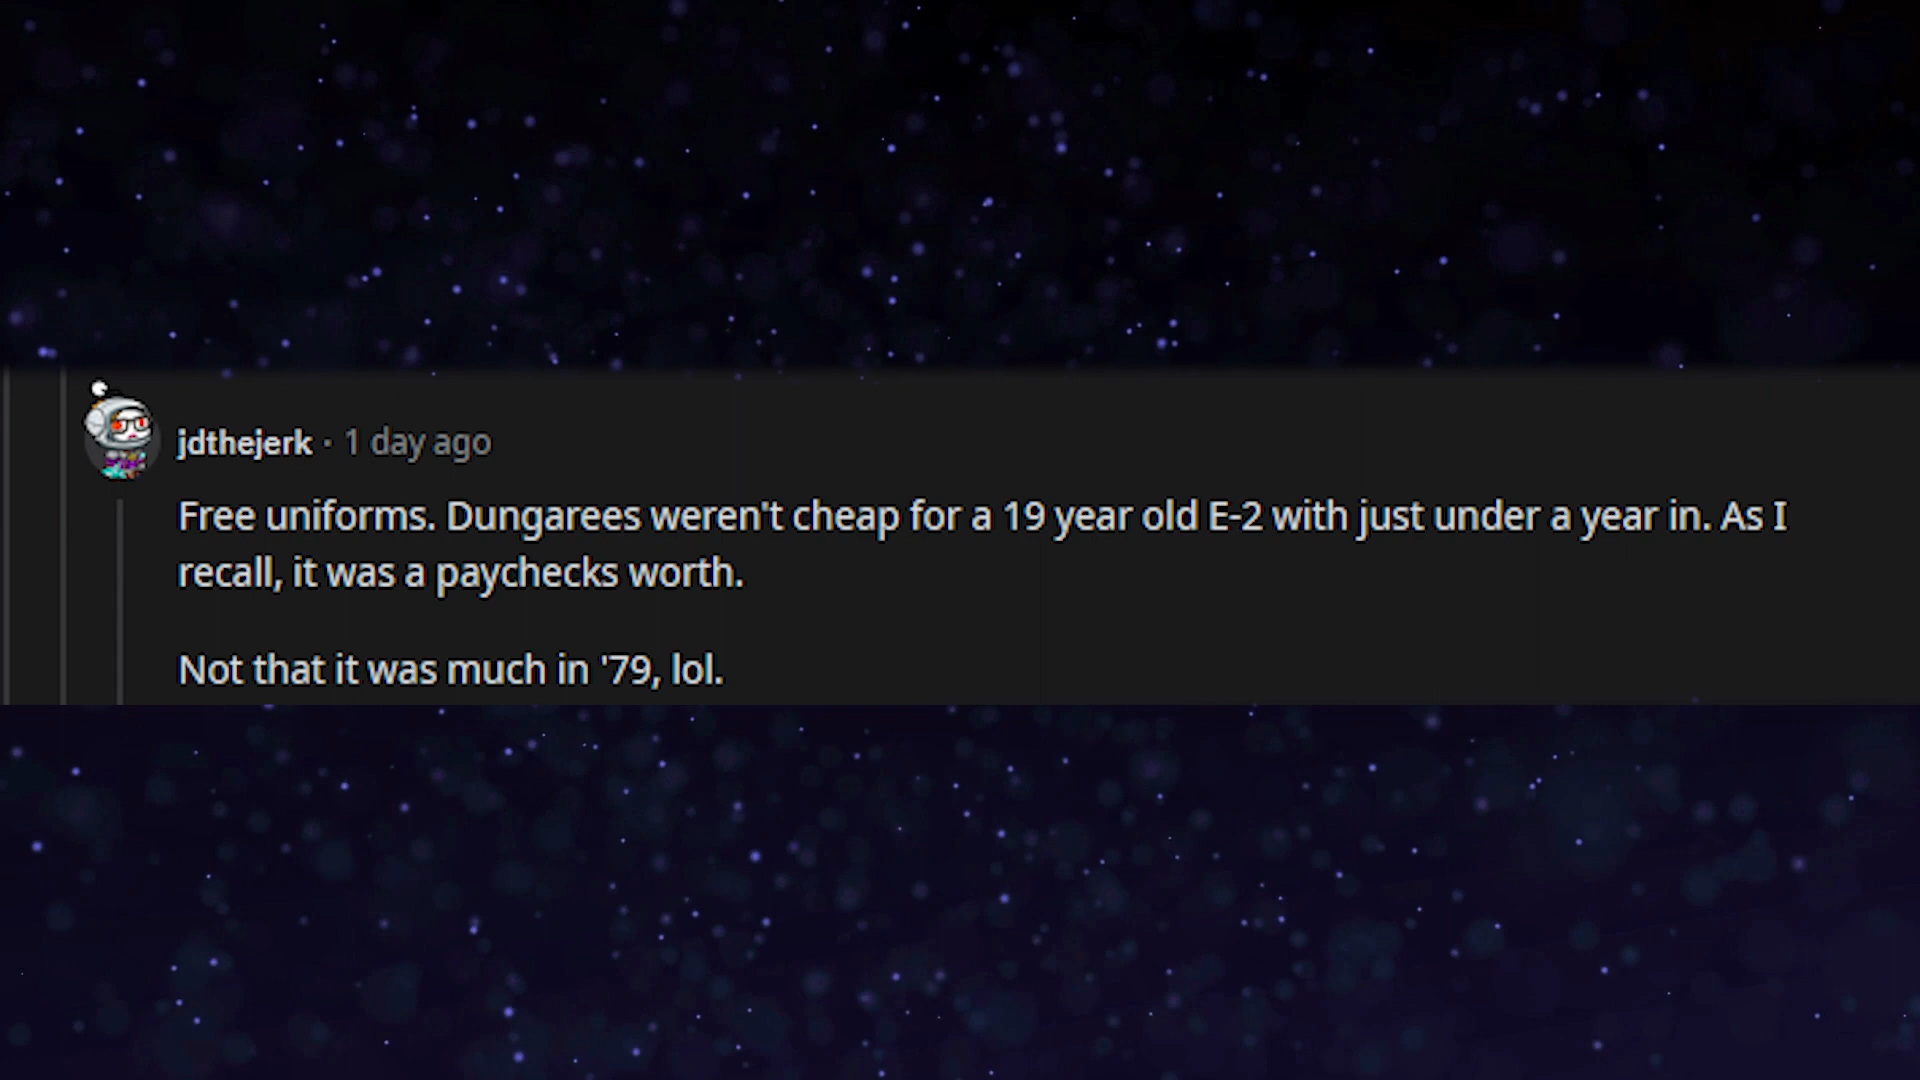 jdthejerk · 1 day ago
Free uniforms. Dungarees weren't cheap for a 19 year old E-2 with just under a year in. As I
recall, it was a paychecks worth.
Not that it was much in '79, lol.